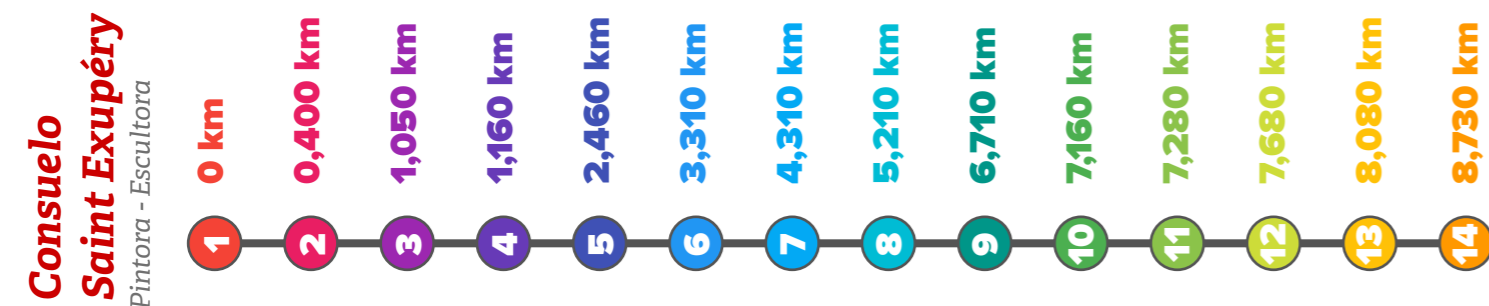 Consuelo
Saint Exupéry
Pintora - Escultora
0 km
0,400 km
1,050 km
1,160 km
2,460 km
3,310 km
4,310 km
5,210 km
6,710 km
7,160 km
7,280 km
7,680 km
8,080 km
8,730 km
1
2
3
4
5
6
7
8
9
10
11
12
13
14